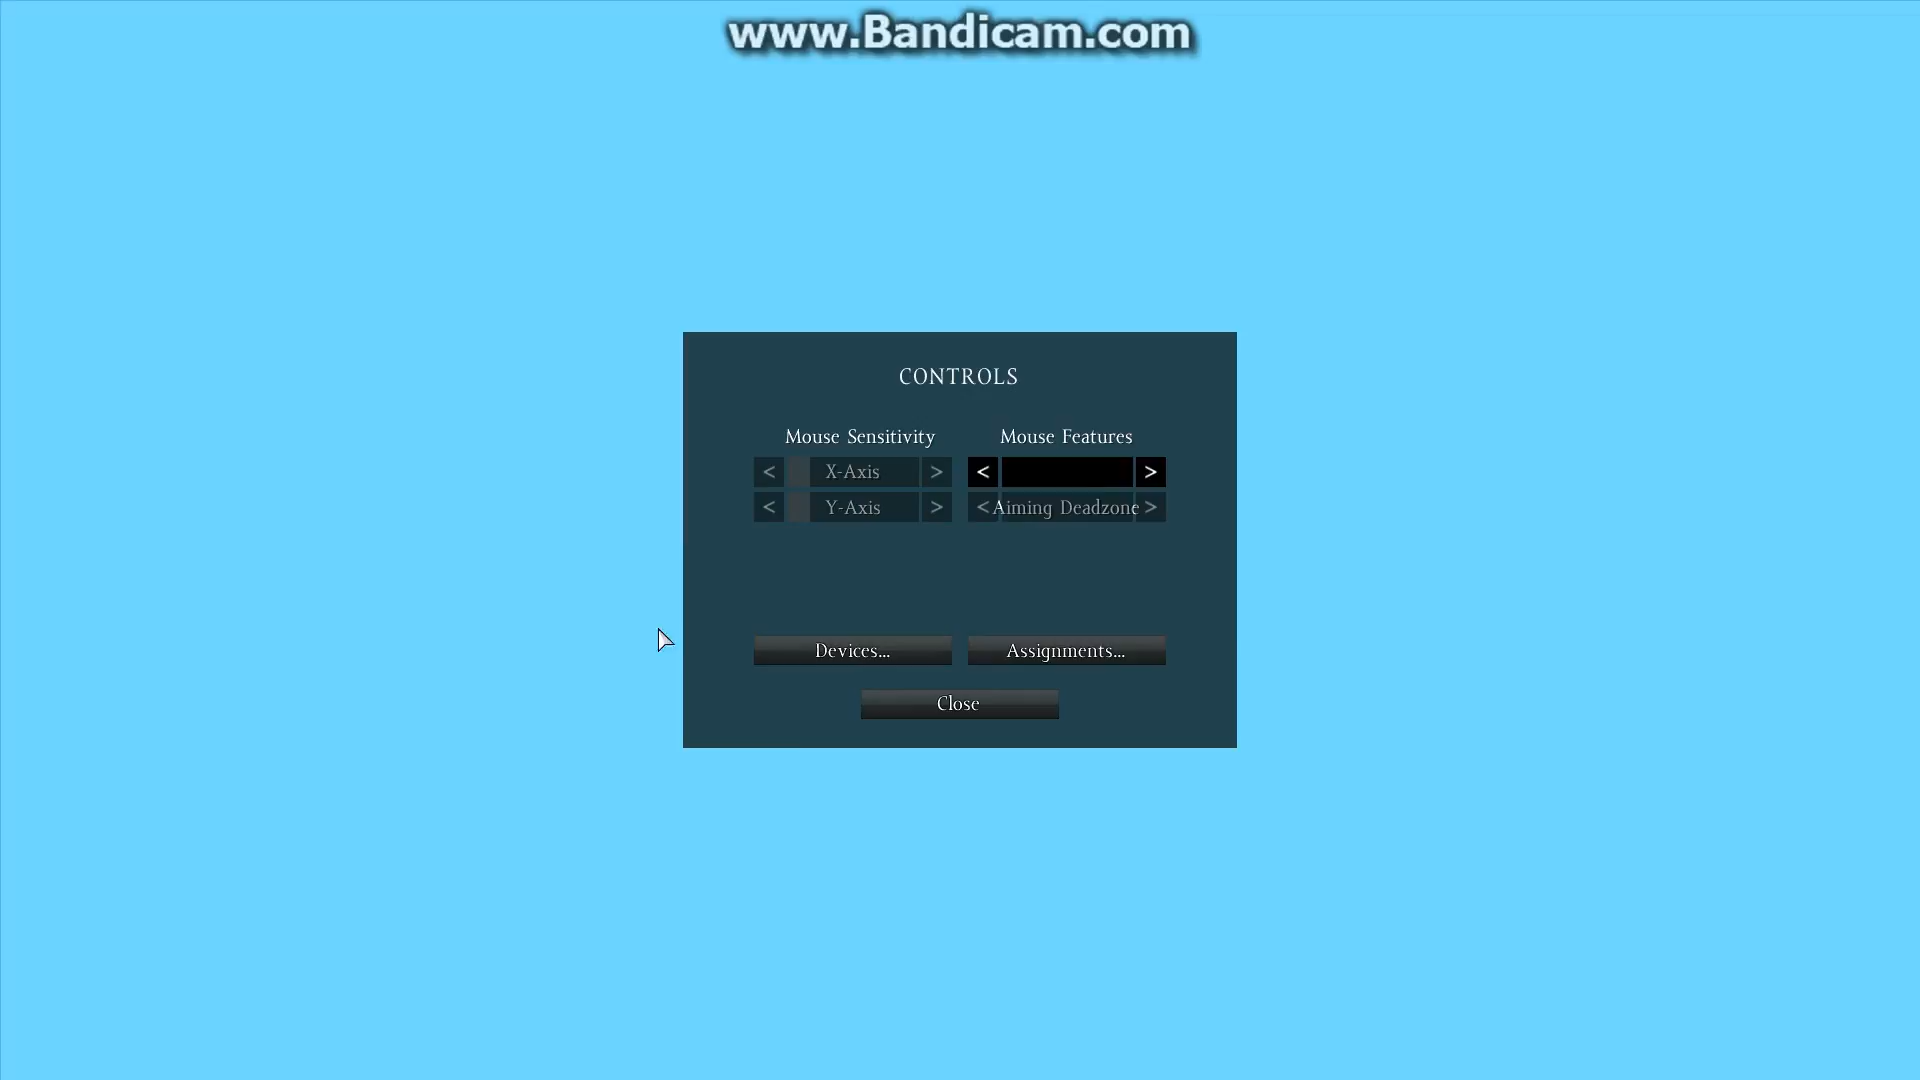 www.Bandicam.com
CONTROLS
Mouse Sensitivity
Mouse Features
< X-Axis >
< >
< Y-Axis >
< Aiming Deadzone >
Devices...
Assignments...
Close